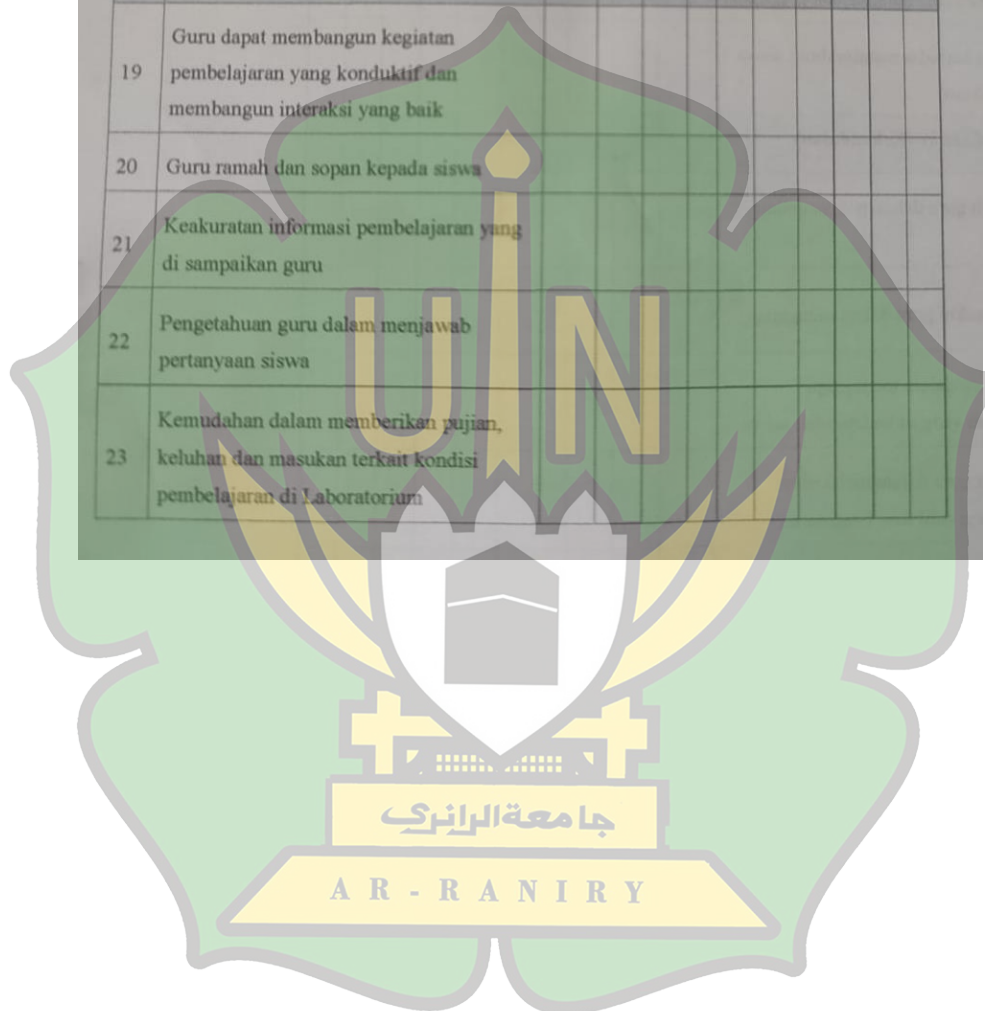 19
Guru dapat membangun kegiatan
pembelajaran yang konduktif dan
membangun interaksi yang baik
20 Guru ramah dan sopan kepada siswa
21
Keakuratan informasi pembelajaran yang
di sampaikan guru
22
Pengetahuan guru dalam menjawab
pertanyaan siswa
23
Kemudahan dalam memberikan pujian,
keluhan dan masukan terkait kondisi
pembelajaran di Laboratorium
UIN
جامعة الرانري
AR-RANIRY